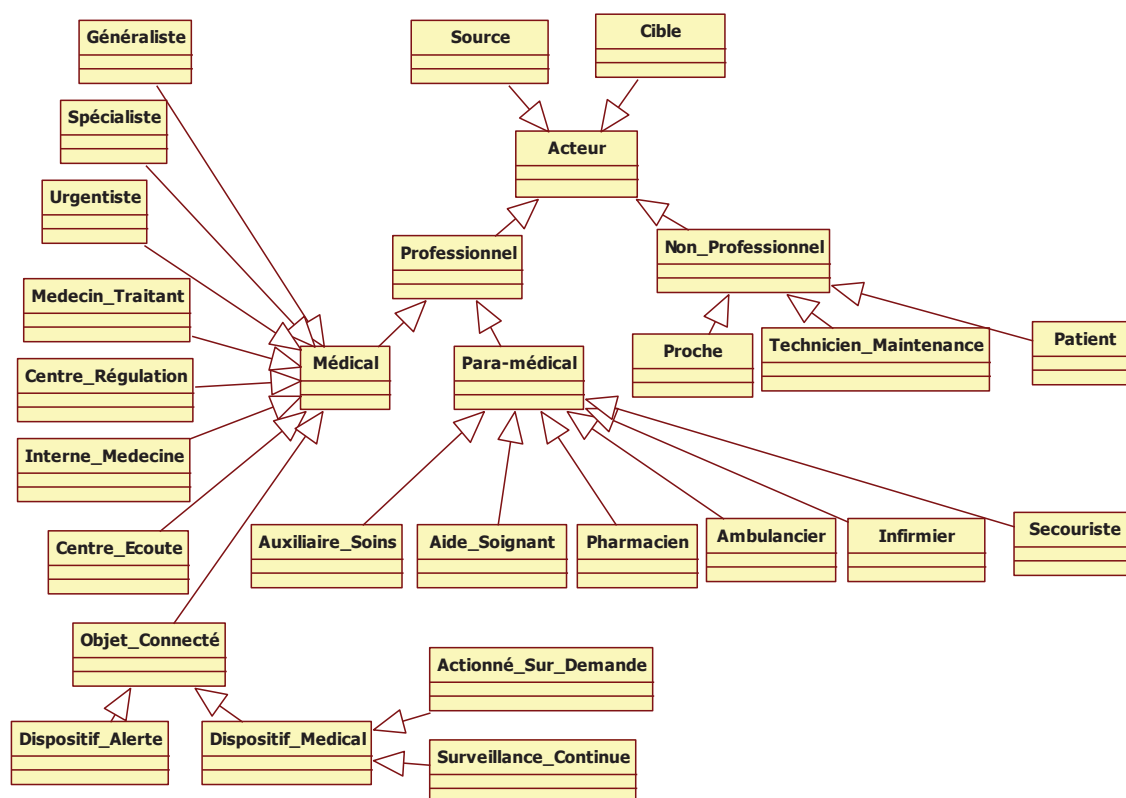 Généraliste
Source
Cible
Spécialiste
Acteur
Urgentiste
Professionnel
Non_Professionnel
Medecin_Traitant
Médical
Para-médical
Proche
Technicien_Maintenance
Patient
Centre_Régulation
Interne_Medecine
Centre_Ecoute
Auxiliaire_Soins
Aide_Soignant
Pharmacien
Ambulancier
Infirmier
Secouriste
Objet_Connecté
Actionné_Sur_Demande
Dispositif_Alerte
Dispositif_Medical
Surveillance_Continue